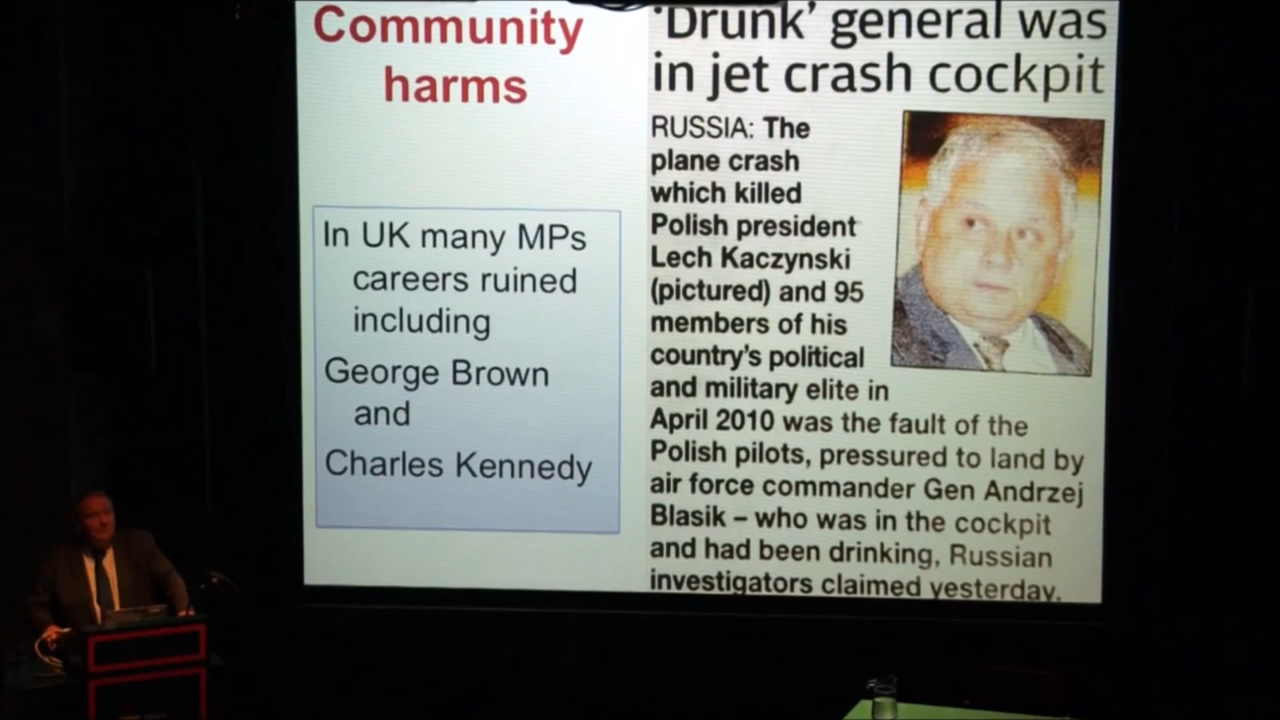 Community
harms
In UK many MPs
careers ruined
including
George Brown
and
Charles Kennedy
'Drunk' general was
in jet crash cockpit
RUSSIA: The
plane crash
which killed
Polish president
Lech Kaczynski
(pictured) and 95
members of his
country's political
and military elite in
April 2010 was the fault of the
Polish pilots, pressured to land by
air force commander Gen Andrzej
Blasik – who was in the cockpit
and had been drinking, Russian
investigators claimed yesterday.